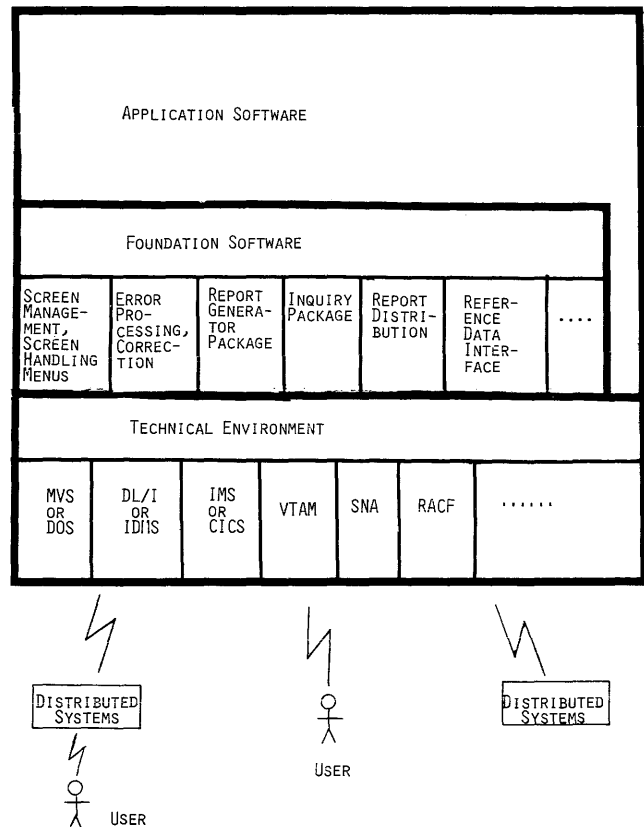 APPLICATION SOFTWARE
FOUNDATION SOFTWARE
SCREEN
MANAGE-
MENT,
SCREEN
HANDLING
MENUS
ERROR
PRO-
CESSING,
CORREC-
TION
REPORT
GENERA-
TOR
PACKAGE
INQUIRY
PACKAGE
REPORT
DISTRI-
BUTION
REFER-
ENCE
DATA
INTER-
FACE
....
TECHNICAL ENVIRONMENT
MVS
OR
DOS
DL/I
OR
IDMS
IMS
OR
CICS
VTAM
SNA
RACF
......
DISTRIBUTED
SYSTEMS
USER
USER
DISTRIBUTED
SYSTEMS